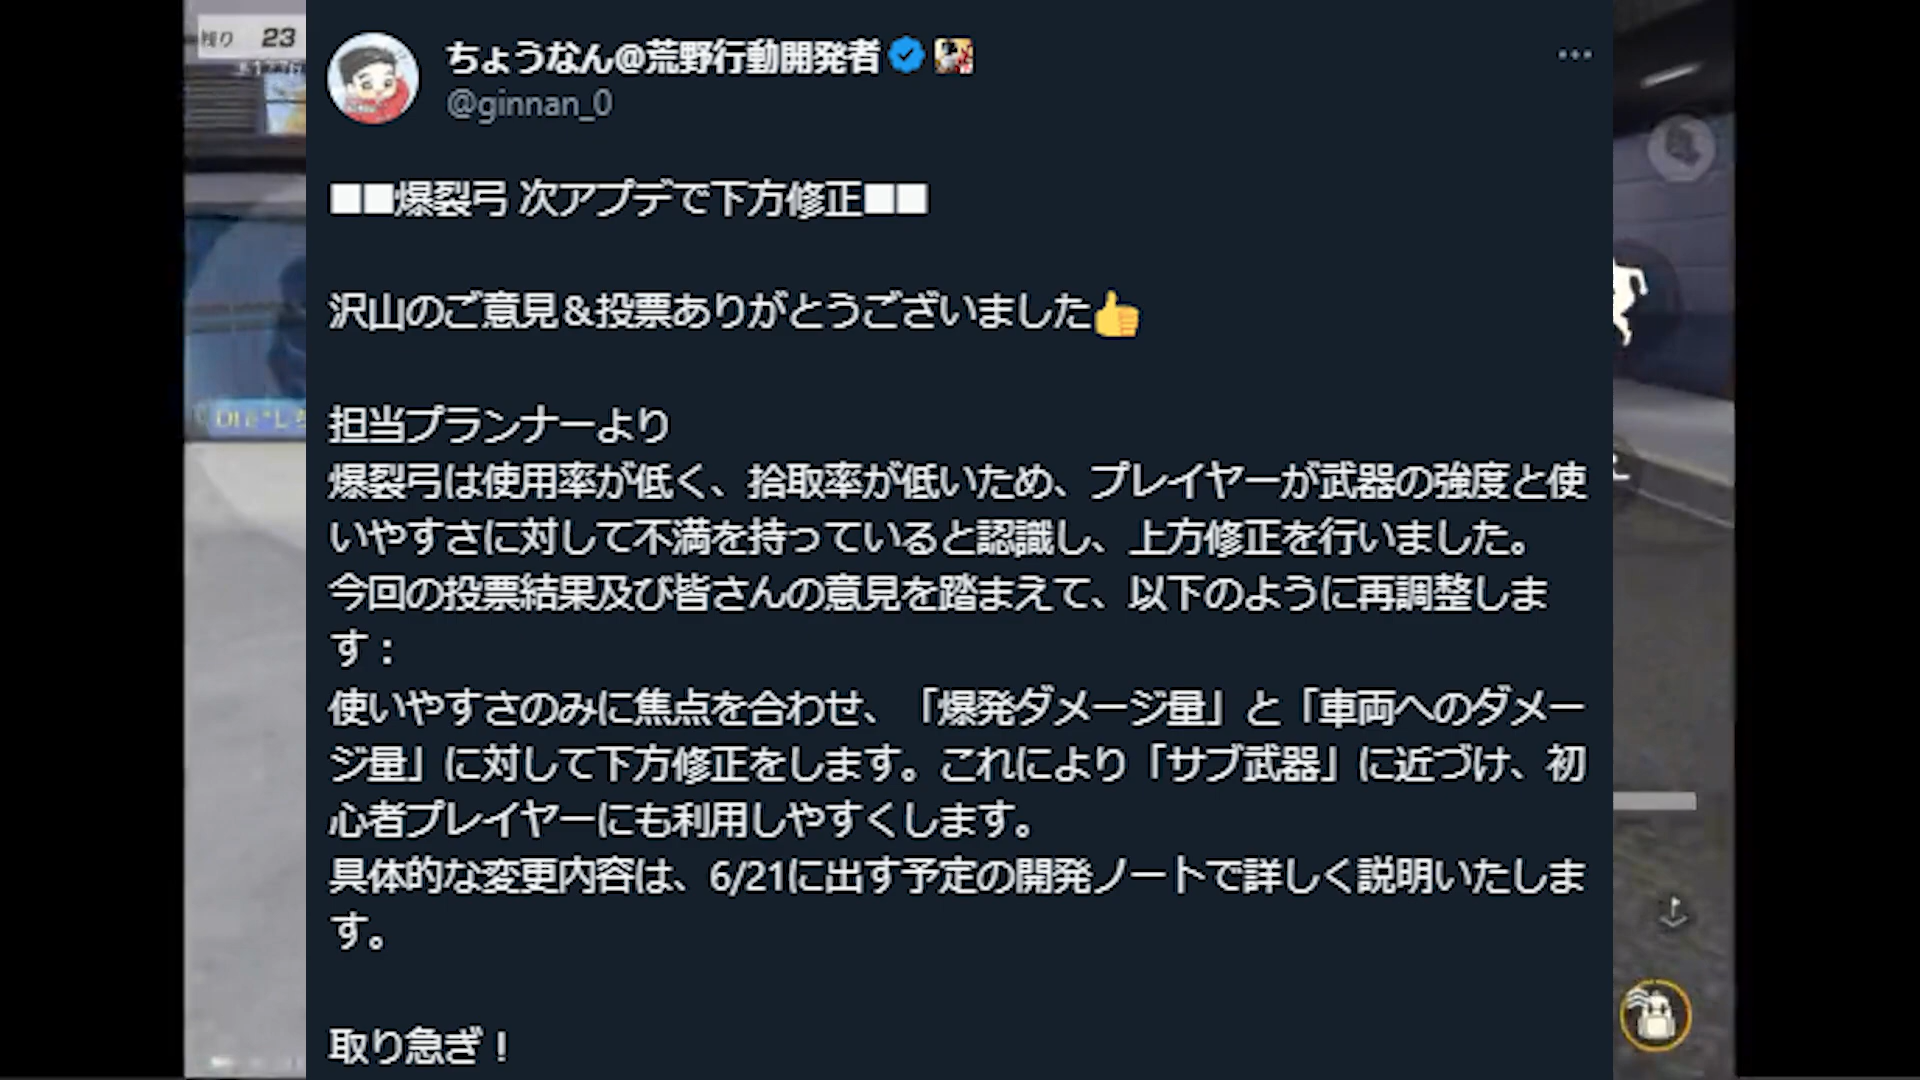 残り 23
ちょうなん@荒野行動開発者
@ginnan_0
■■爆裂弓 次アプデで下方修正■■
沢山のご意見＆投票ありがとうございました👍
担当プランナーより
爆裂弓は使用率が低く、拾取率が低いため、プレイヤーが武器の強度と使
いやすさに対して不満を持っていると認識し、上方修正を行いました。
今回の投票結果及び皆さんの意見を踏まえて、以下のように再調整しま
す：
使いやすさのみに焦点を合わせ、「爆発ダメージ量」と「車両へのダメー
ジ量」に対して下方修正をします。これにより「サブ武器」に近づけ、初
心者プレイヤーにも利用しやすくします。
具体的な変更内容は、6/21に出す予定の開発ノートで詳しく説明いたしま
す。
取り急ぎ！